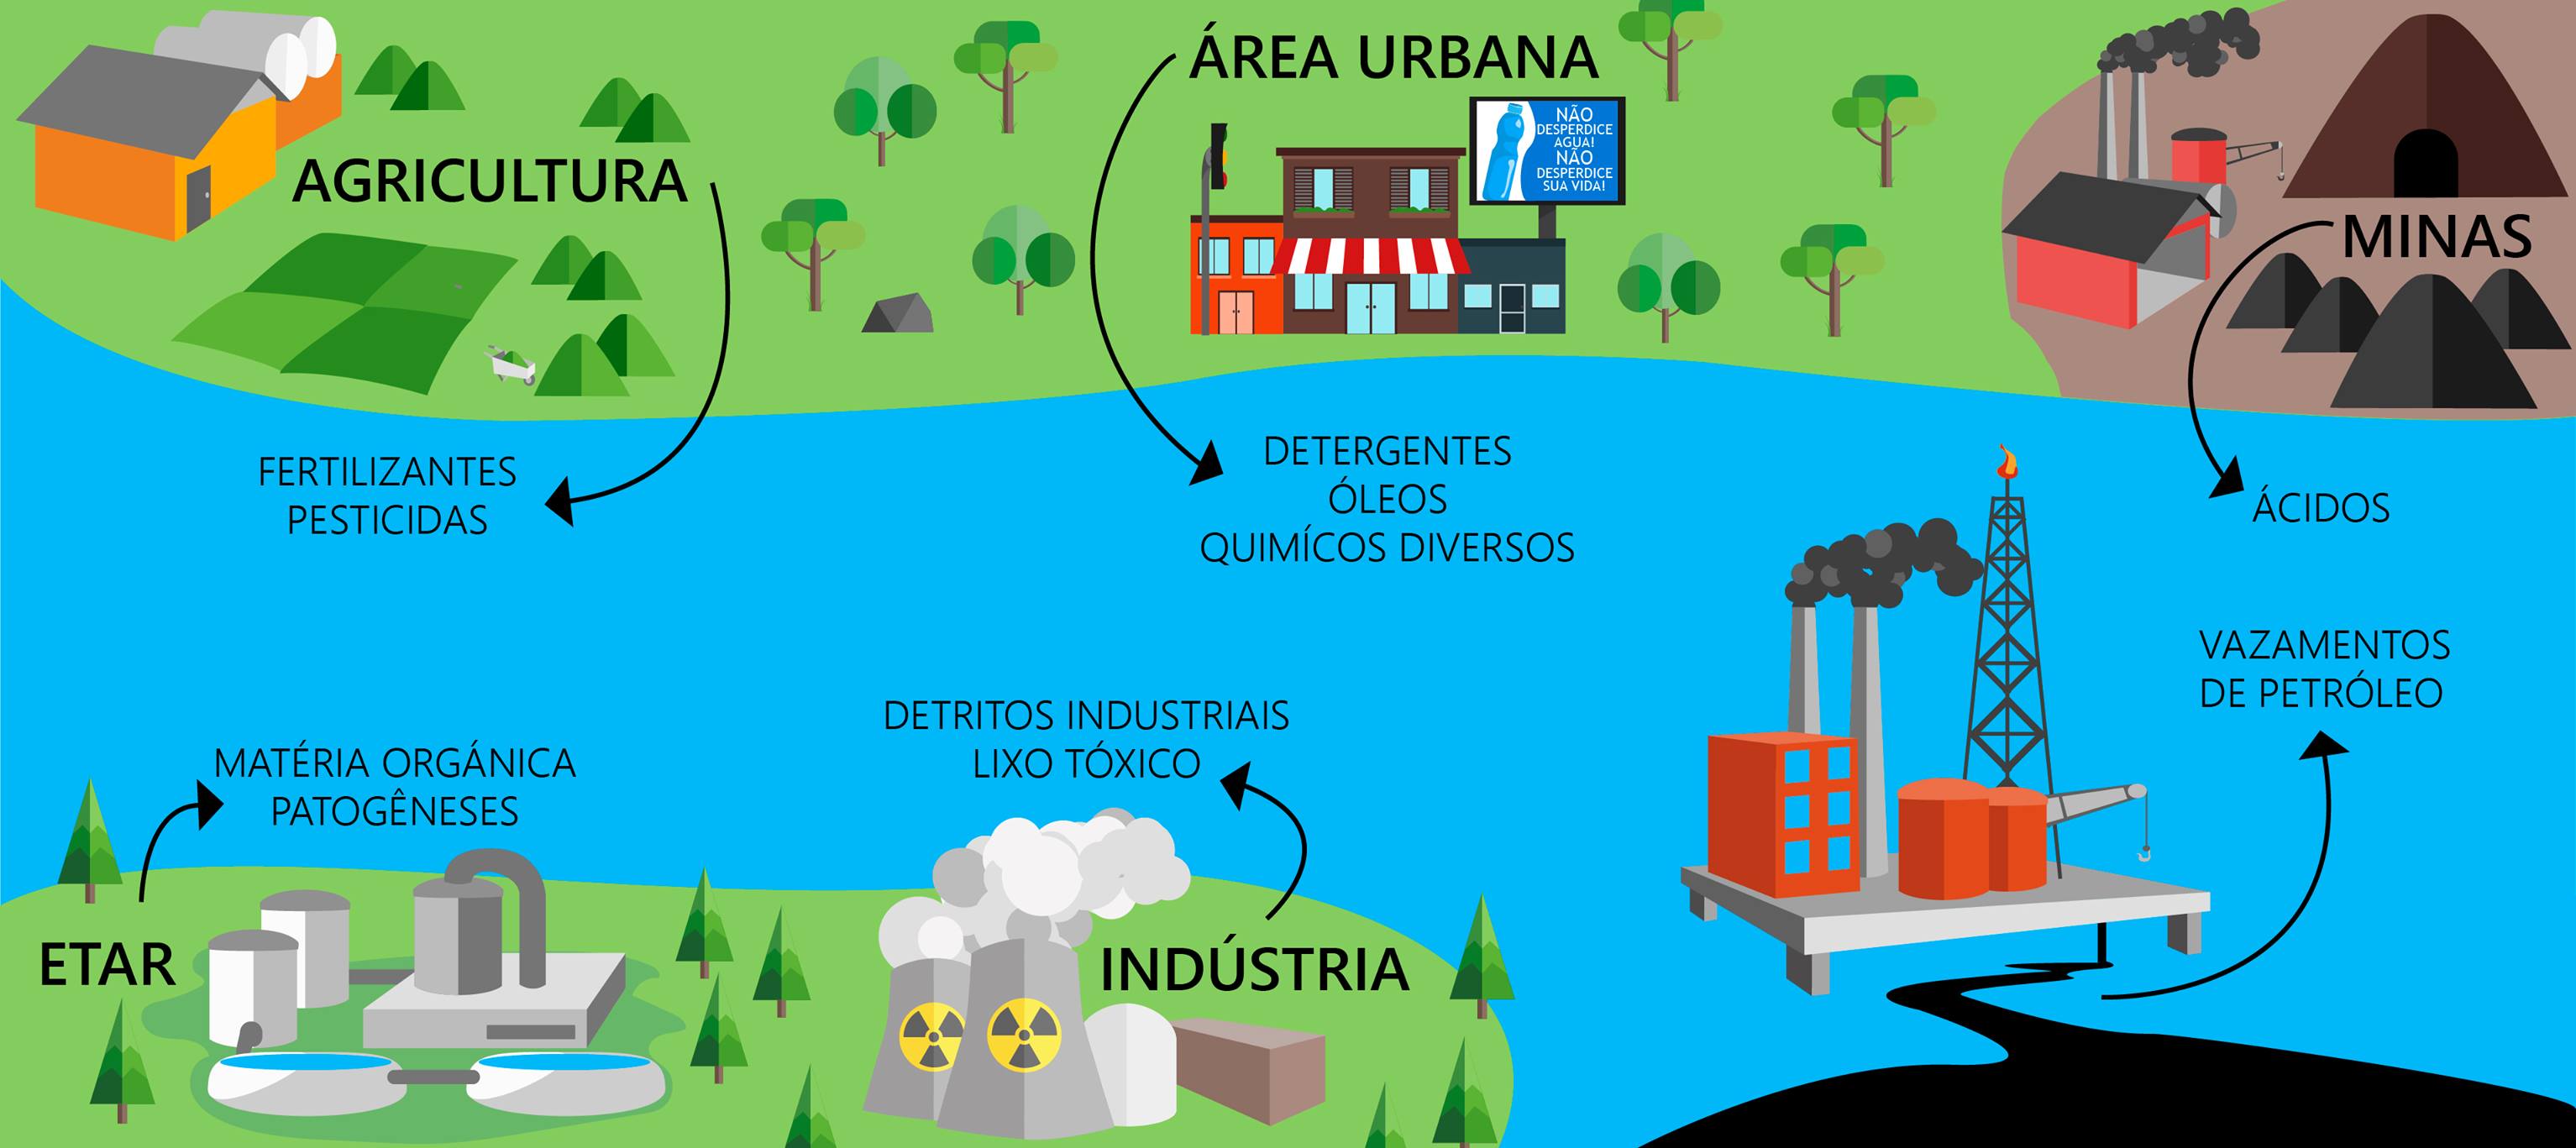 ÁREA URBANA
NÃO
DESPERDICE
AGUA!
NÃO
DESPERDICE
SUA VIDA!
AGRICULTURA
MINAS
FERTILIZANTES
PESTICIDAS
DETERGENTES
ÓLEOS
QUIMÍCOS DIVERSOS
ÁCIDOS
VAZAMENTOS
DE PETRÓLEO
DETRITOS INDUSTRIAIS
LIXO TÓXICO
MATÉRIA ORGÁNICA
PATOGÊNESES
ETAR
INDÚSTRIA